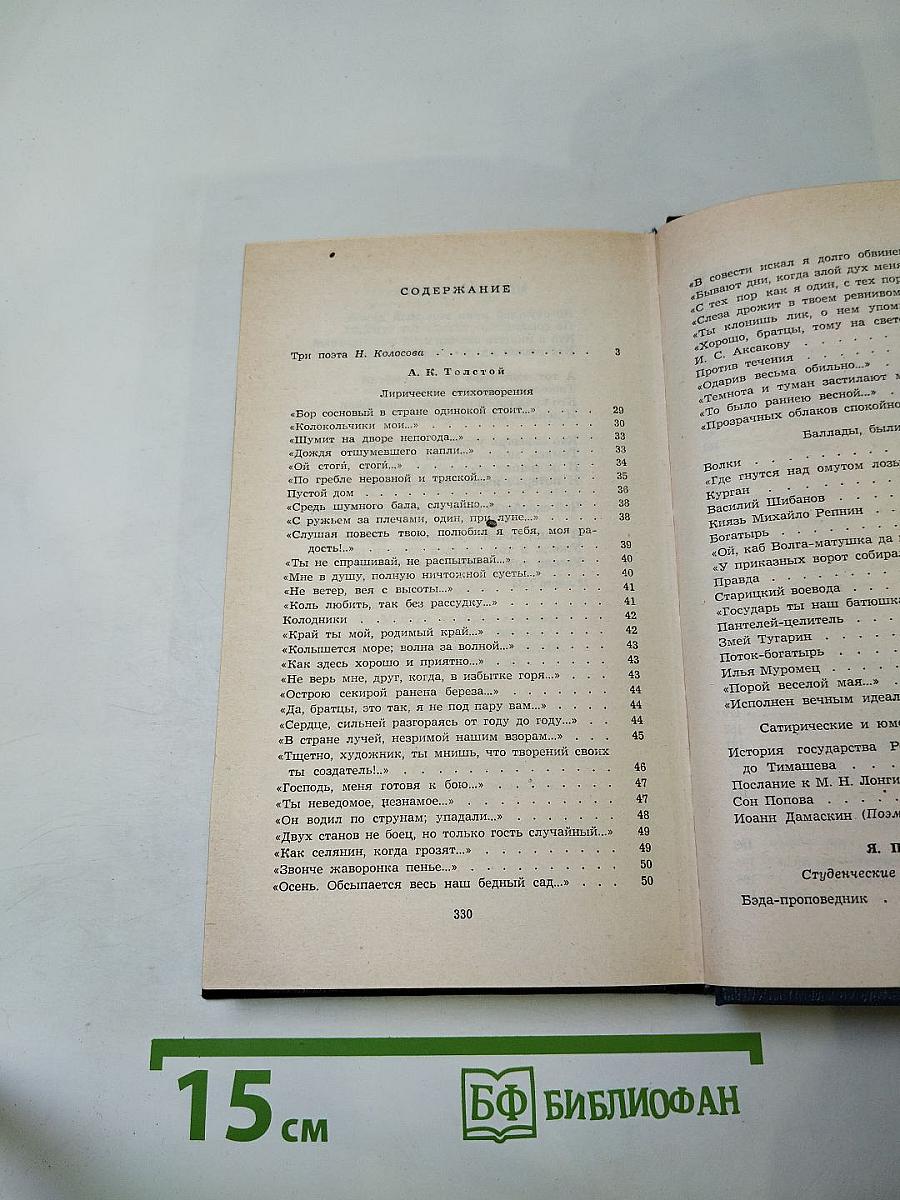 СОДЕРЖАНИЕ
Три поэта Н. Колосова . . . . . . . . . . . . 3
А. К. Толстой
Лирические стихотворения
«Бор сосновый в стране одинокой стоит...» . . . . 29
«Колокольчики мои...» . . . . . . . . . . . 30
«Шумит на дворе непогода...» . . . . . . . . 33
«Дождя отшумевшего капли...» . . . . . . . . 33
«Ой стоги, стоги...» . . . . . . . . . . . . 34
«По гребле неровной и тряской...» . . . . . . . 35
Пустой дом . . . . . . . . . . . . . . . 36
«Средь шумного бала, случайно...» . . . . . . . 38
«С ружьем за плечами, один, при луне...» . . . . 38
«Слушая повесть твою, полюбил я тебя, моя ра-
дость!..» . . . . . . . . . . . . . . 39
«Ты не спрашивай, не распытывай...» . . . . . . 40
«Мне в душу, полную ничтожной суеты...» . . . . 40
«Не ветер, вея с высоты...» . . . . . . . . . 41
«Коль любить, так без рассудку...» . . . . . . . 41
Колодники . . . . . . . . . . . . . . . 42
«Край ты мой, родимый край...» . . . . . . . . 42
«Колышется море; волна за волной...» . . . . . . 43
«Как здесь хорошо и приятно...» . . . . . . . . 43
«Не верь мне, друг, когда, в избытке горя...» . . . 43
«Острою секирой ранена береза...» . . . . . . . 44
«Да, братцы, это так, я не под пару вам...» . . . . 44
«Сердце, сильней разгораясь от году до году...» . . 44
«В стране лучей, незримой нашим взорам...» . . . 45
«Тщетно, художник, ты мнишь, что творений своих
ты создатель!..» . . . . . . . . . . . . 46
«Господь, меня готовя к бою...» . . . . . . . . 47
«Ты неведомое, незнамое...» . . . . . . . . . 47
«Он водил по струнам; упадали...» . . . . . . . 48
«Двух станов не боец, но только гость случайный...» 49
«Как селянин, когда грозят...» . . . . . . . . . 49
«Звонче жаворонка пенье...» . . . . . . . . . 50
«Осень. Обсыпается весь наш бедный сад...» . . . 50
330
«В совести искал я долго обвинен
«Бывают дни, когда злой дух меня
«С тех пор как я один, с тех пор
«Слеза дрожит в твоем ревнивом
«Ты клонишь лик, о нем упом
«Хорошо, братцы, тому на свет
И. С. Аксакову . . . . . .
Против течения . . . . . .
«Одарив весьма обильно...» .
«Темнота и туман застилают м
«То было раннею весной...» .
«Прозрачных облаков спокойно
Баллады, были
Волки . . . . . . . .
«Где гнутся над омутом лозы
Курган . . . . . . . .
Василий Шибанов . . . .
Князь Михайло Репнин . .
Богатырь . . . . . . .
«Ой, каб Волга-матушка да в
«У приказных ворот собирал
Правда . . . . . . . .
Старицкий воевода . . . .
«Государь ты наш батюшка
Пантелей-целитель . . . .
Змей Тугарин . . . . .
Поток-богатырь . . . . .
Илья Муромец . . . . .
«Порой веселой мая...» . .
«Исполнен вечным идеал
Сатирические и юмо
История государства Р
до Тимашева . . . .
Послание к М. Н. Лонги
Сон Попова . . . . .
Иоанн Дамаскин (Поэм
Я. П
Студенческие
Бэда-проповедник .
15 см
БФ БИБЛИОФАН